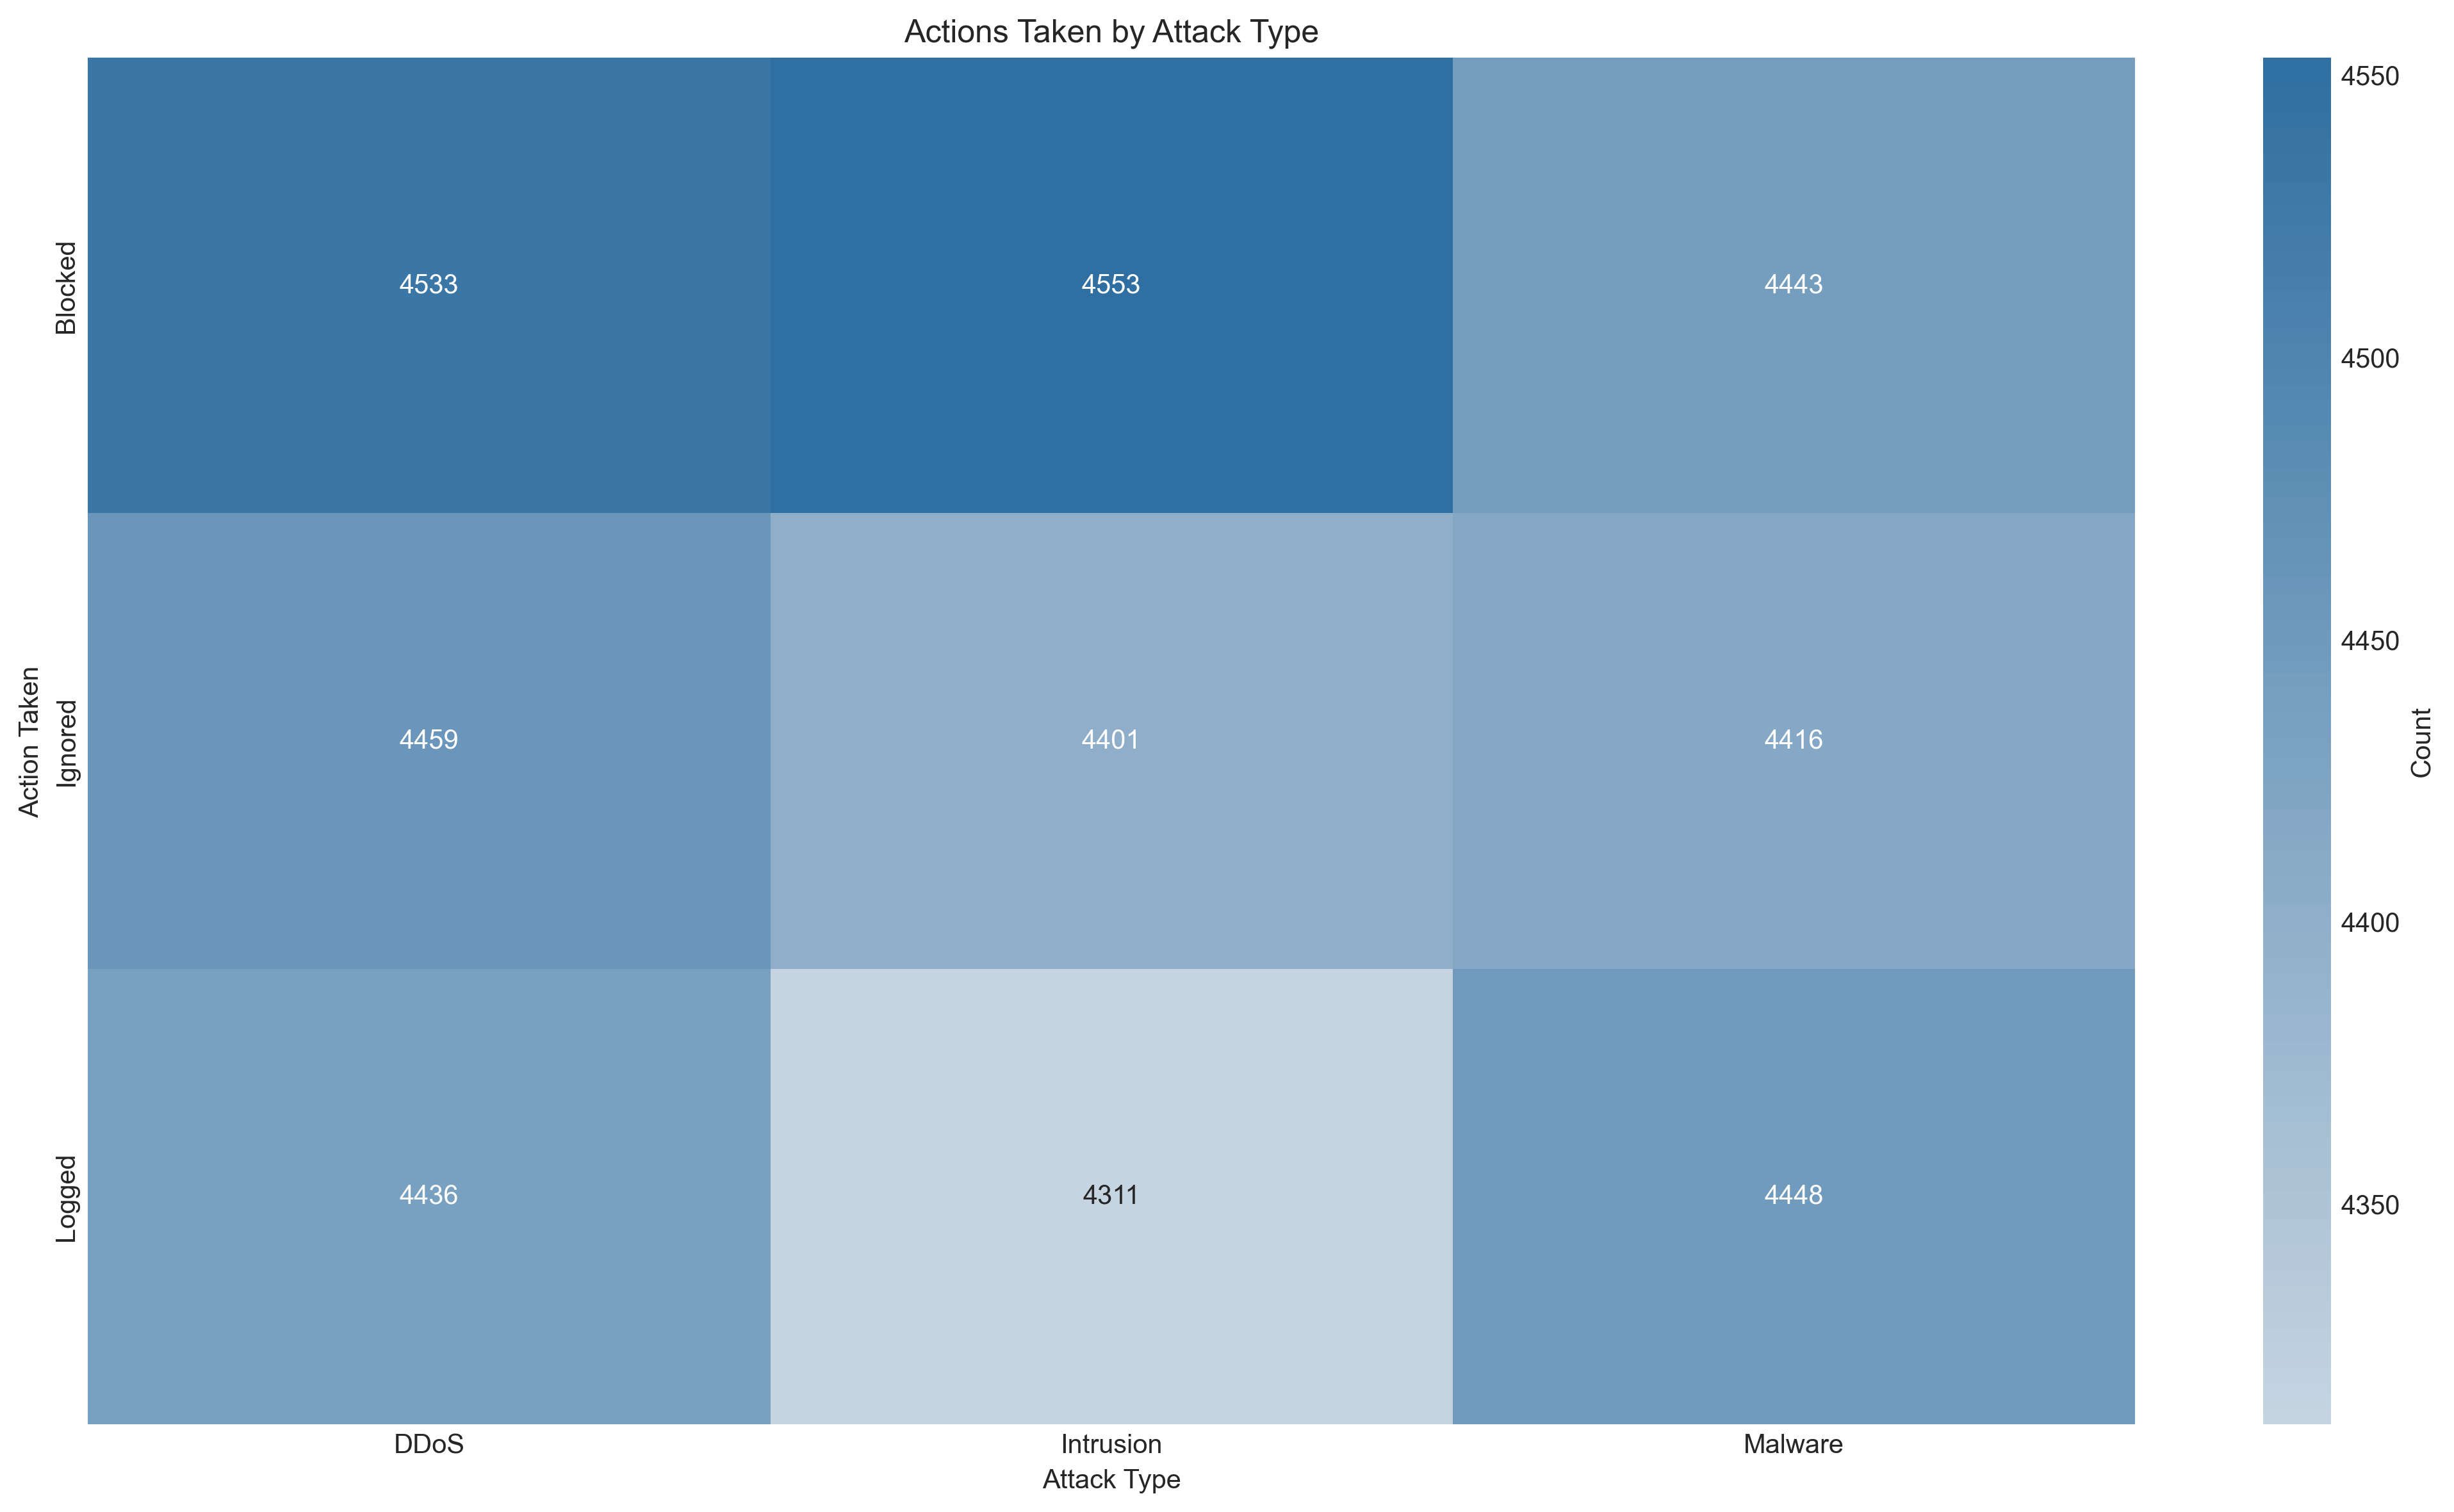 Actions Taken by Attack Type
Action Taken
Blocked
4533
4553
4443
Ignored
4459
4401
4416
Logged
4436
4311
4448
DDoS
Intrusion
Malware
Attack Type
4550
4500
4450
4400
4350
Count